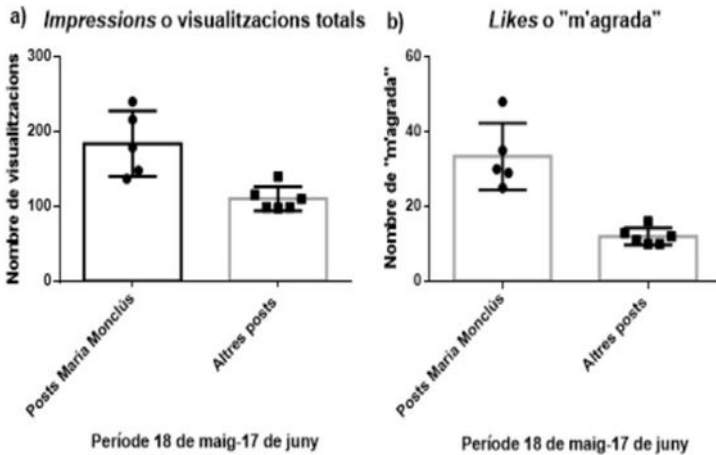 a) Impressions o visualitzacions totals
Nombre de visualitzacions
300
200
100
0
Posts Maria Monclús
Altres posts
Període 18 de maig-17 de juny
b) Likes o "m'agrada"
Nombre de "m'agrada"
60
40
20
0
Posts Maria Monclús
Altres posts
Període 18 de maig-17 de juny